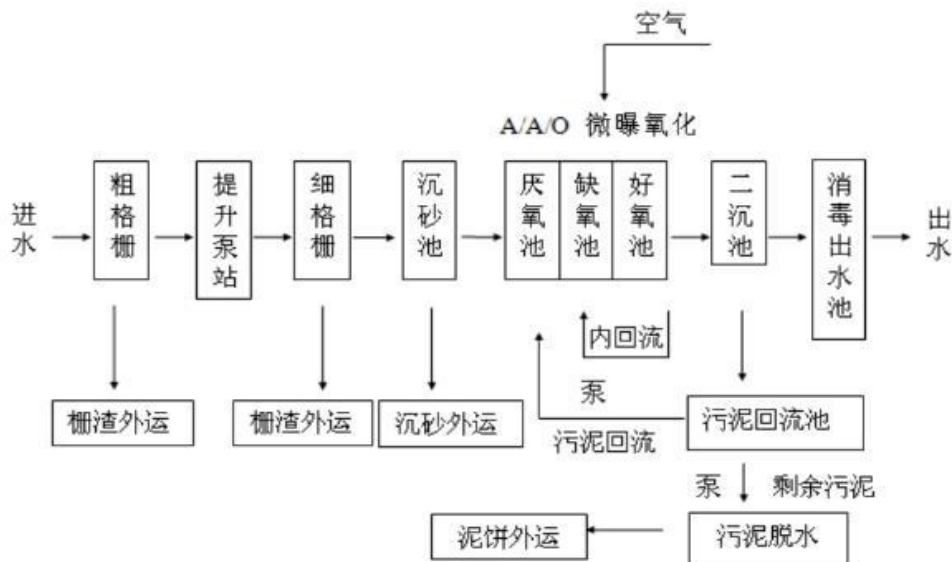 空气
A/A/O 微曝氧化
进水
粗格栅
提升泵站
细格栅
沉砂池
厌氧池
缺氧池
好氧池
二沉池
消毒出水池
出水
内回流
栅渣外运
栅渣外运
沉砂外运
泵
污泥回流
污泥回流池
泵
剩余污泥
泥饼外运
污泥脱水